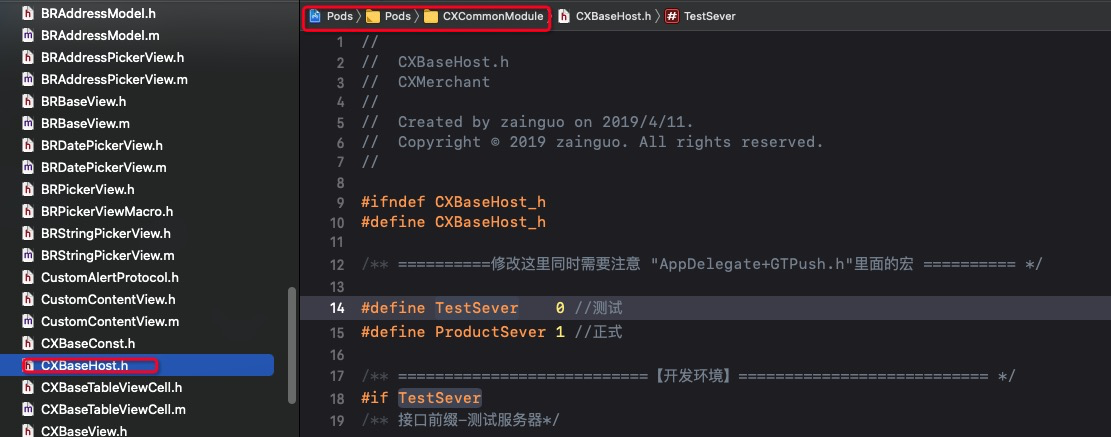 BRAddressModel.h
BRAddressModel.m
BRAddressPickerView.h
BRAddressPickerView.m
BRBaseView.h
BRBaseView.m
BRDatePickerView.h
BRDatePickerView.m
BRPickerView.h
BRPickerViewMacro.h
BRStringPickerView.h
BRStringPickerView.m
CustomAlertProtocol.h
CustomContentView.h
CustomContentView.m
CXBaseConst.h
CXBaseHost.h
CXBaseTableViewCell.h
CXBaseTableViewCell.m
CXBaseView.h
Pods 〉 Pods 〉 CXCommonModule 〉 CXBaseHost.h 〉 TestSever
1 //
2 // CXBaseHost.h
3 // CXMerchant
4 //
5 // Created by zainguo on 2019/4/11.
6 // Copyright © 2019 zainguo. All rights reserved.
7 //
8
9 #ifndef CXBaseHost_h
10 #define CXBaseHost_h
11
12 /** ==========修改这里同时需要注意 "AppDelegate+GTPush.h"里面的宏 ========== */
13
14 #define TestSever    0 //测试
15 #define ProductSever 1 //正式
16
17 /** ===========================【开发环境】=========================== */
18 #if TestSever
19 /** 接口前缀-测试服务器*/